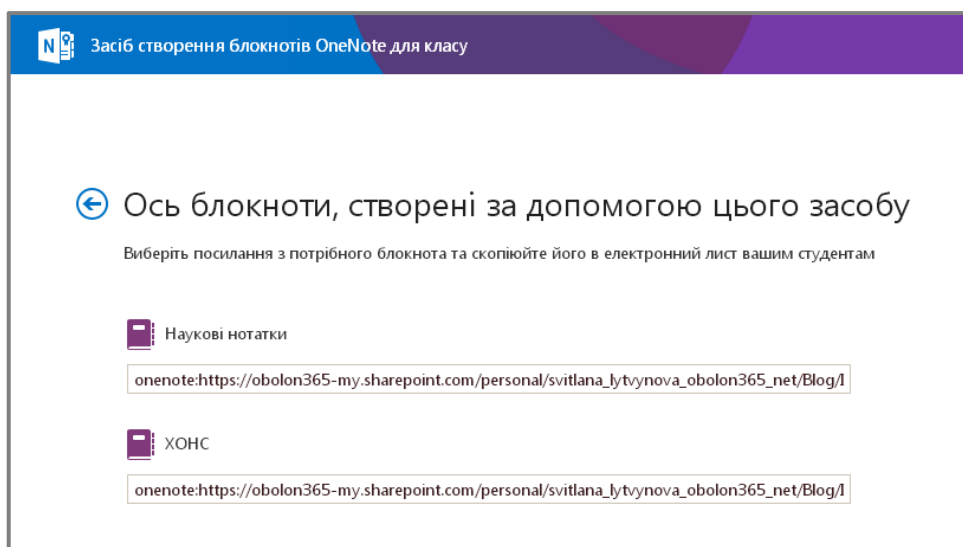 Засіб створення блокнотів OneNote для класу
Ось блокноти, створені за допомогою цього засобу
Виберіть посилання з потрібного блокнота та скопіюйте його в електронний лист вашим студентам
Наукові нотатки
onenote:https://obolon365-my.sharepoint.com/personal/svitlana_lytvynova_obolon365_net/Blog/I
ХОНС
onenote:https://obolon365-my.sharepoint.com/personal/svitlana_lytvynova_obolon365_net/Blog/I